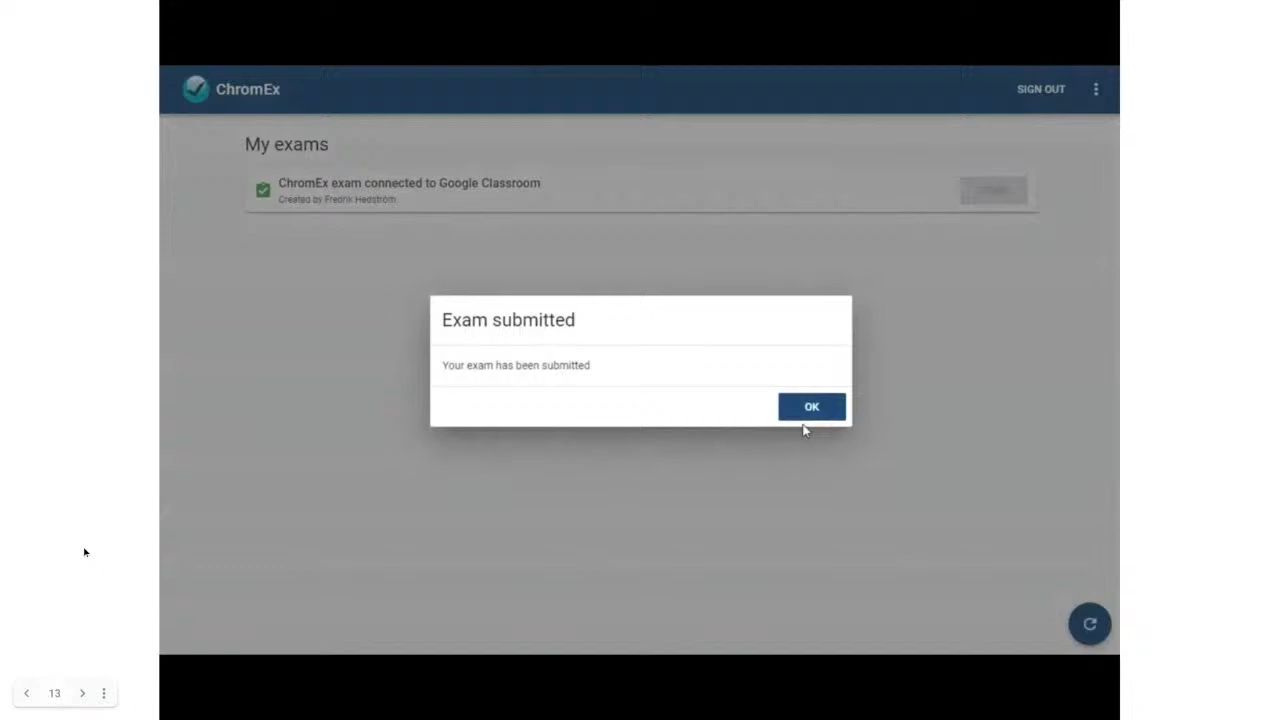 ChromEx
SIGN OUT
My exams
ChromEx exam connected to Google Classroom
Created by Fredrik Hedström
Exam submitted
Your exam has been submitted
OK
13